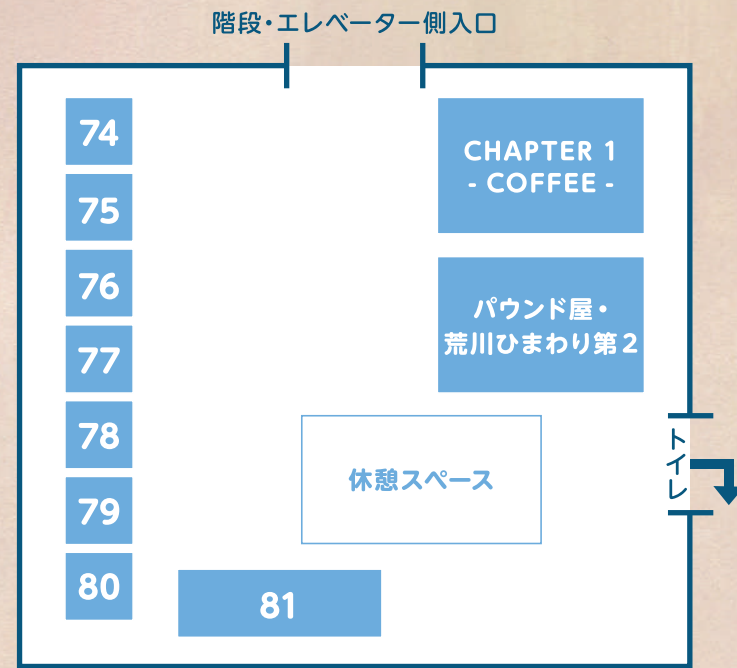 階段・エレベーター側入口
74
CHAPTER 1
- COFFEE -
75
76
パウンド屋・
荒川ひまわり第2
77
78
トイレ
休憩スペース
79
80
81